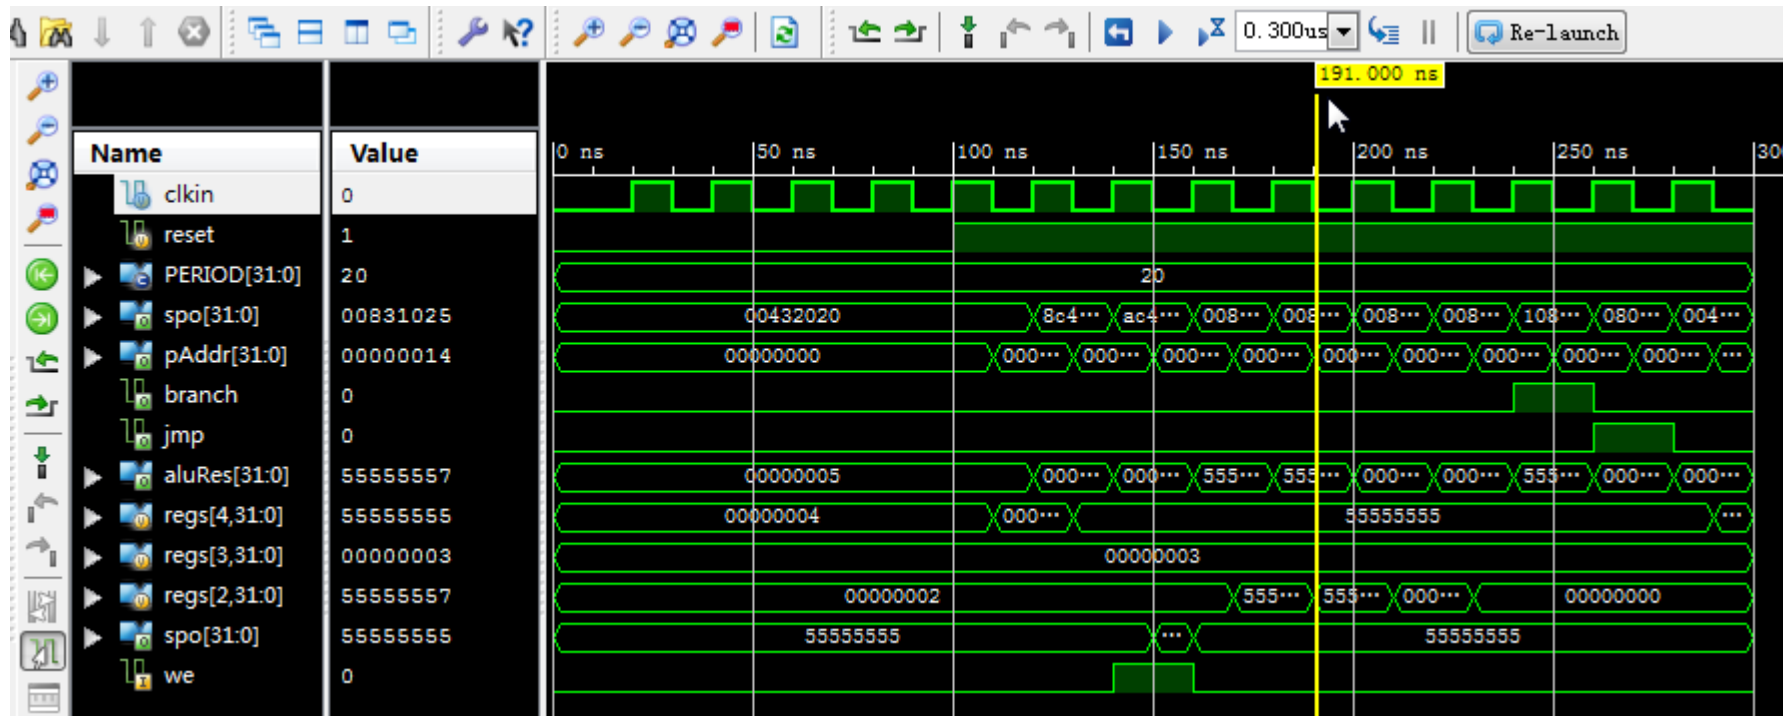 0.300us Re-launch
191.000 ns
Name Value 0 ns 50 ns 100 ns 150 ns 200 ns 250 ns 30
clkin 0
reset 1
PERIOD[31:0] 20 20
spo[31:0] 00831025 00432020 8c4··· ac4··· 008··· 008··· 008··· 008··· 108··· 080··· 004···
pAddr[31:0] 00000014 00000000 000··· 000··· 000··· 000··· 000··· 000··· 000··· 000··· 000··· ···
branch 0
jmp 0
aluRes[31:0] 55555557 00000005 000··· 000··· 555··· 555··· 000··· 000··· 555··· 000··· 000···
regs[4,31:0] 55555555 00000004 000··· 55555555 ···
regs[3,31:0] 00000003 00000003
regs[2,31:0] 55555557 00000002 555··· 555··· 000··· 00000000
spo[31:0] 55555555 55555555 ··· 55555555
we 0